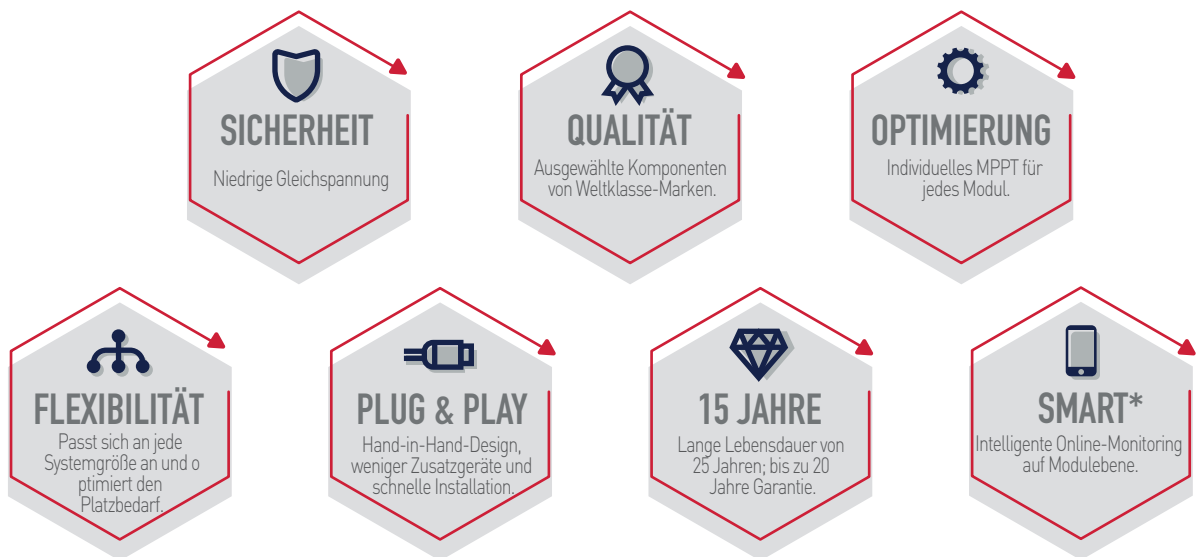 SICHERHEIT
Niedrige Gleichspannung
QUALITÄT
Ausgewählte Komponenten
von Weltklasse-Marken.
OPTIMIERUNG
Individuelles MPPT für
jedes Modul.
FLEXIBILITÄT
Passt sich an jede
Systemgröße an und o
ptimiert den
Platzbedarf.
PLUG & PLAY
Hand-in-Hand-Design,
weniger Zusatzgeräte und
schnelle Installation.
15 JAHRE
Lange Lebensdauer von
25 Jahren; bis zu 20
Jahre Garantie.
SMART*
Intelligente Online-Monitoring
auf Modulebene.